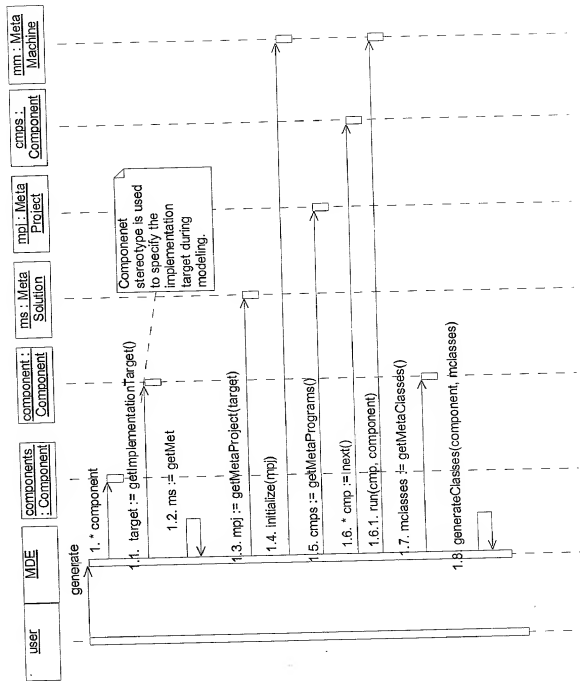 user
MDE
components
: Component
component :
Component
ms : Meta
Solution
mpj : Meta
Project
cmps :
Component
mm : Meta
Machine
generate
1. * component
1.1. target := getImplementationTarget()
Componenet
stereotype is used
to specify the
implementation
target during
modeling.
1.2. ms := getMet
1.3. mpj := getMetaProject(target)
1.4. initialize(mpj)
1.5. cmps := getMetaPrograms()
1.6. * cmp := next()
1.6.1. run(cmp, component)
1.7. mclasses := getMetaClasses()
1.8. generateClasses(component, mclasses)